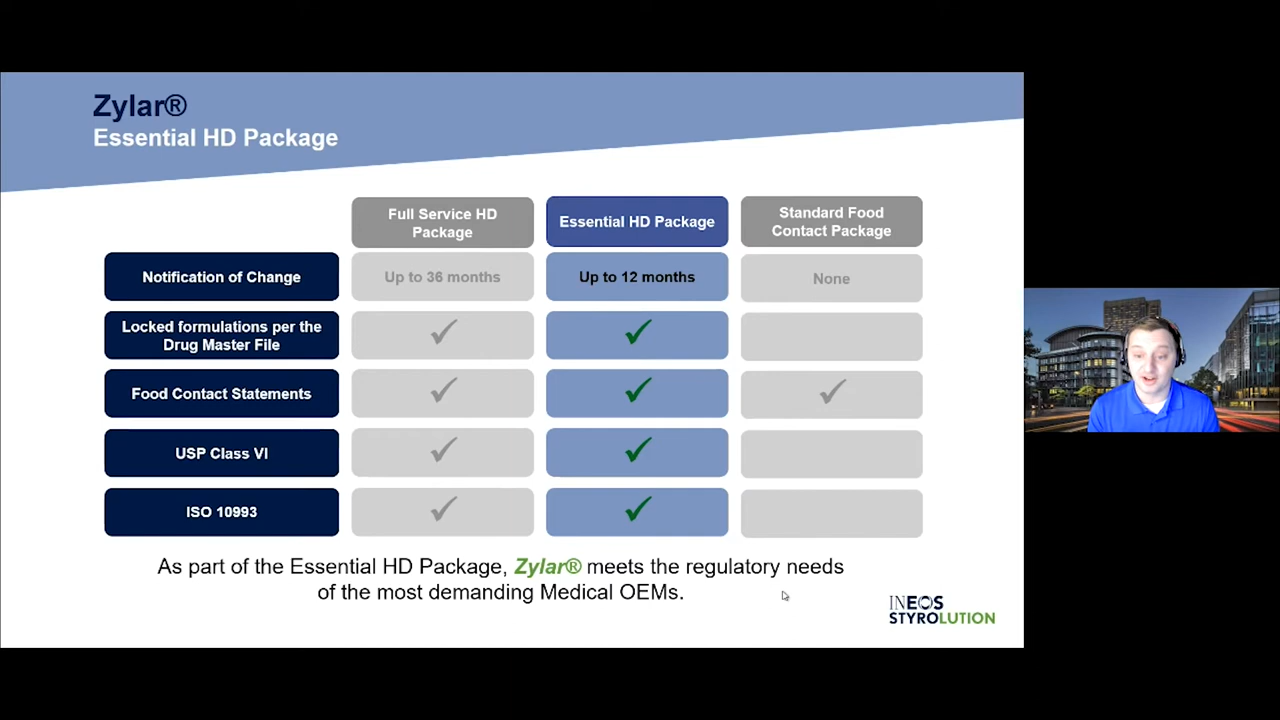 Zylar®
Essential HD Package
Full Service HD
Package
Essential HD Package
Standard Food
Contact Package
Notification of Change
Up to 36 months
Up to 12 months
None
Locked formulations per the
Drug Master File
✓
✓
Food Contact Statements
✓
✓
✓
USP Class VI
✓
✓
ISO 10993
✓
✓
As part of the Essential HD Package, Zylar® meets the regulatory needs
of the most demanding Medical OEMs.
INEOS
STYROLUTION